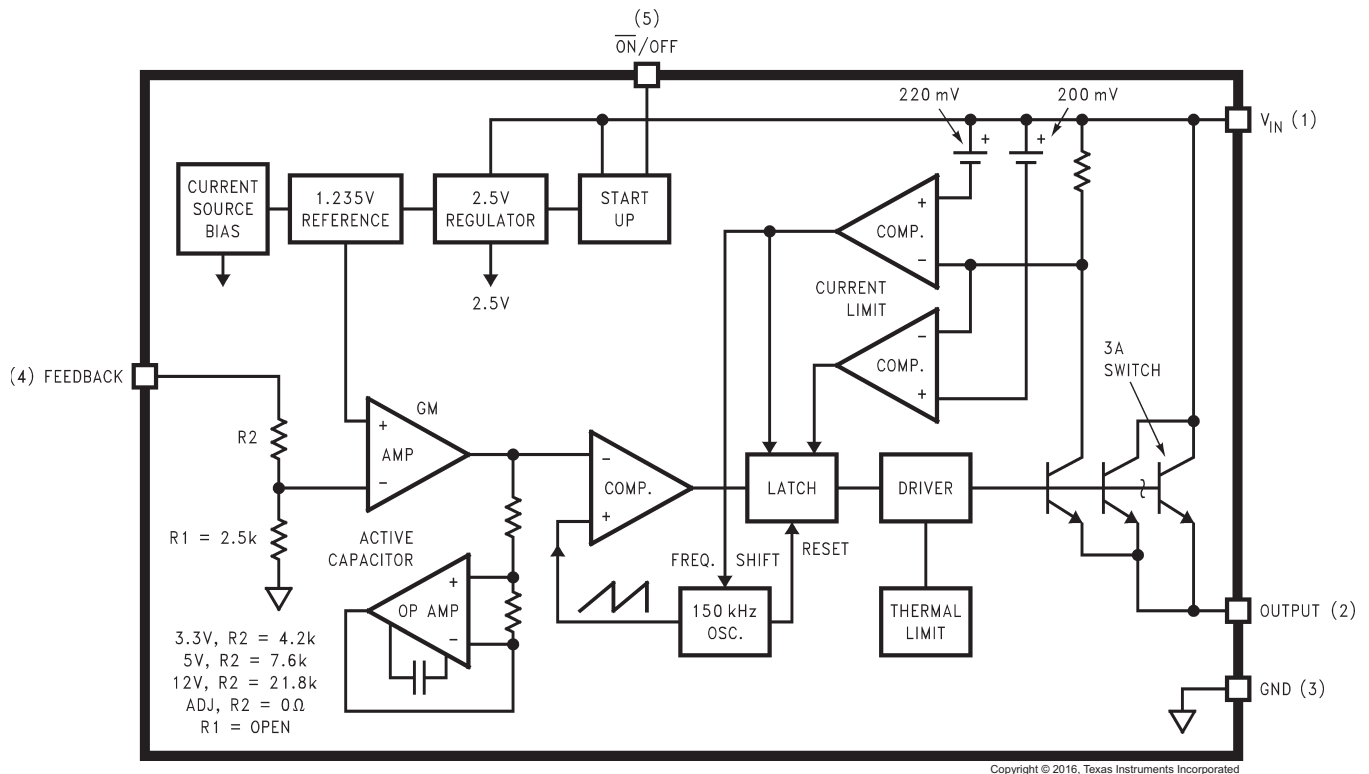 (5)
ON/OFF
220 mV
200 mV
+
+
V_IN (1)
CURRENT
SOURCE
BIAS
1.235V
REFERENCE
2.5V
REGULATOR
START
UP
2.5V
+
COMP.
−
CURRENT
LIMIT
−
COMP.
+
3A
SWITCH
(4) FEEDBACK
R2
R1 = 2.5k
GM
+
AMP
−
−
COMP.
+
LATCH
DRIVER
ACTIVE
CAPACITOR
+
OP AMP
−
FREQ. SHIFT
RESET
150 kHz
OSC.
THERMAL
LIMIT
OUTPUT (2)
GND (3)
3.3V, R2 = 4.2k
5V, R2 = 7.6k
12V, R2 = 21.8k
ADJ, R2 = 0Ω
R1 = OPEN
Copyright © 2016, Texas Instruments Incorporated